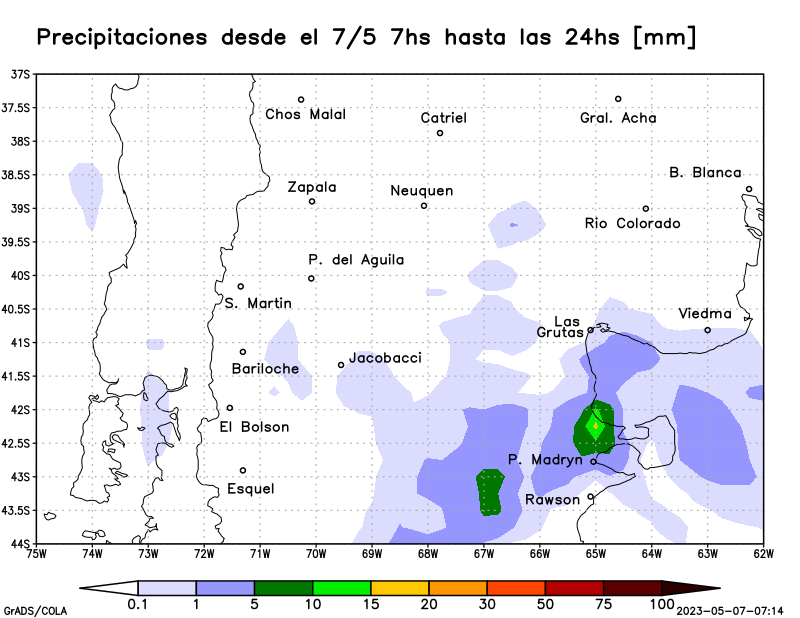 Precipitaciones desde el 7/5 7hs hasta las 24hs [mm]
37S
37.5S
38S
38.5S
39S
39.5S
40S
40.5S
41S
41.5S
42S
42.5S
43S
43.5S
44S
Chos Malal
Catriel
Gral. Acha
B. Blanca
Zapala
Neuquen
Rio Colorado
P. del Aguila
S. Martin
Viedma
Las
Grutas
Bariloche
Jacobacci
El Bolson
P. Madryn
Esquel
Rawson
75W 74W 73W 72W 71W 70W 69W 68W 67W 66W 65W 64W 63W 62W
0.1 1 5 10 15 20 30 50 75 100
GrADS/COLA
2023-05-07-07:14